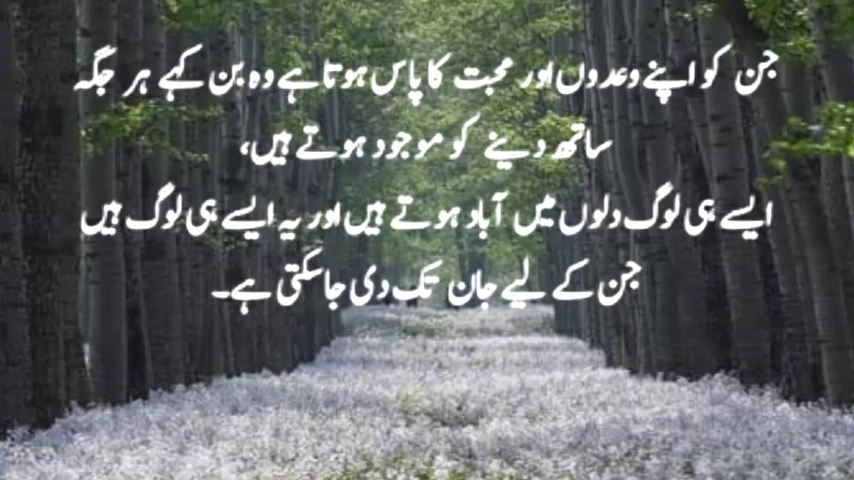 جن کو اپنے وعدوں اور محبت کا پاس ہوتا ہے وہ بن کہے ہر جگہ
ساتھ دینے کو موجود ہوتے ہیں،
ایسے ہی لوگ دلوں میں آباد ہوتے ہیں اور یہ ایسے ہی لوگ ہیں
جن کے لیے جان تک دی جاسکتی ہے۔